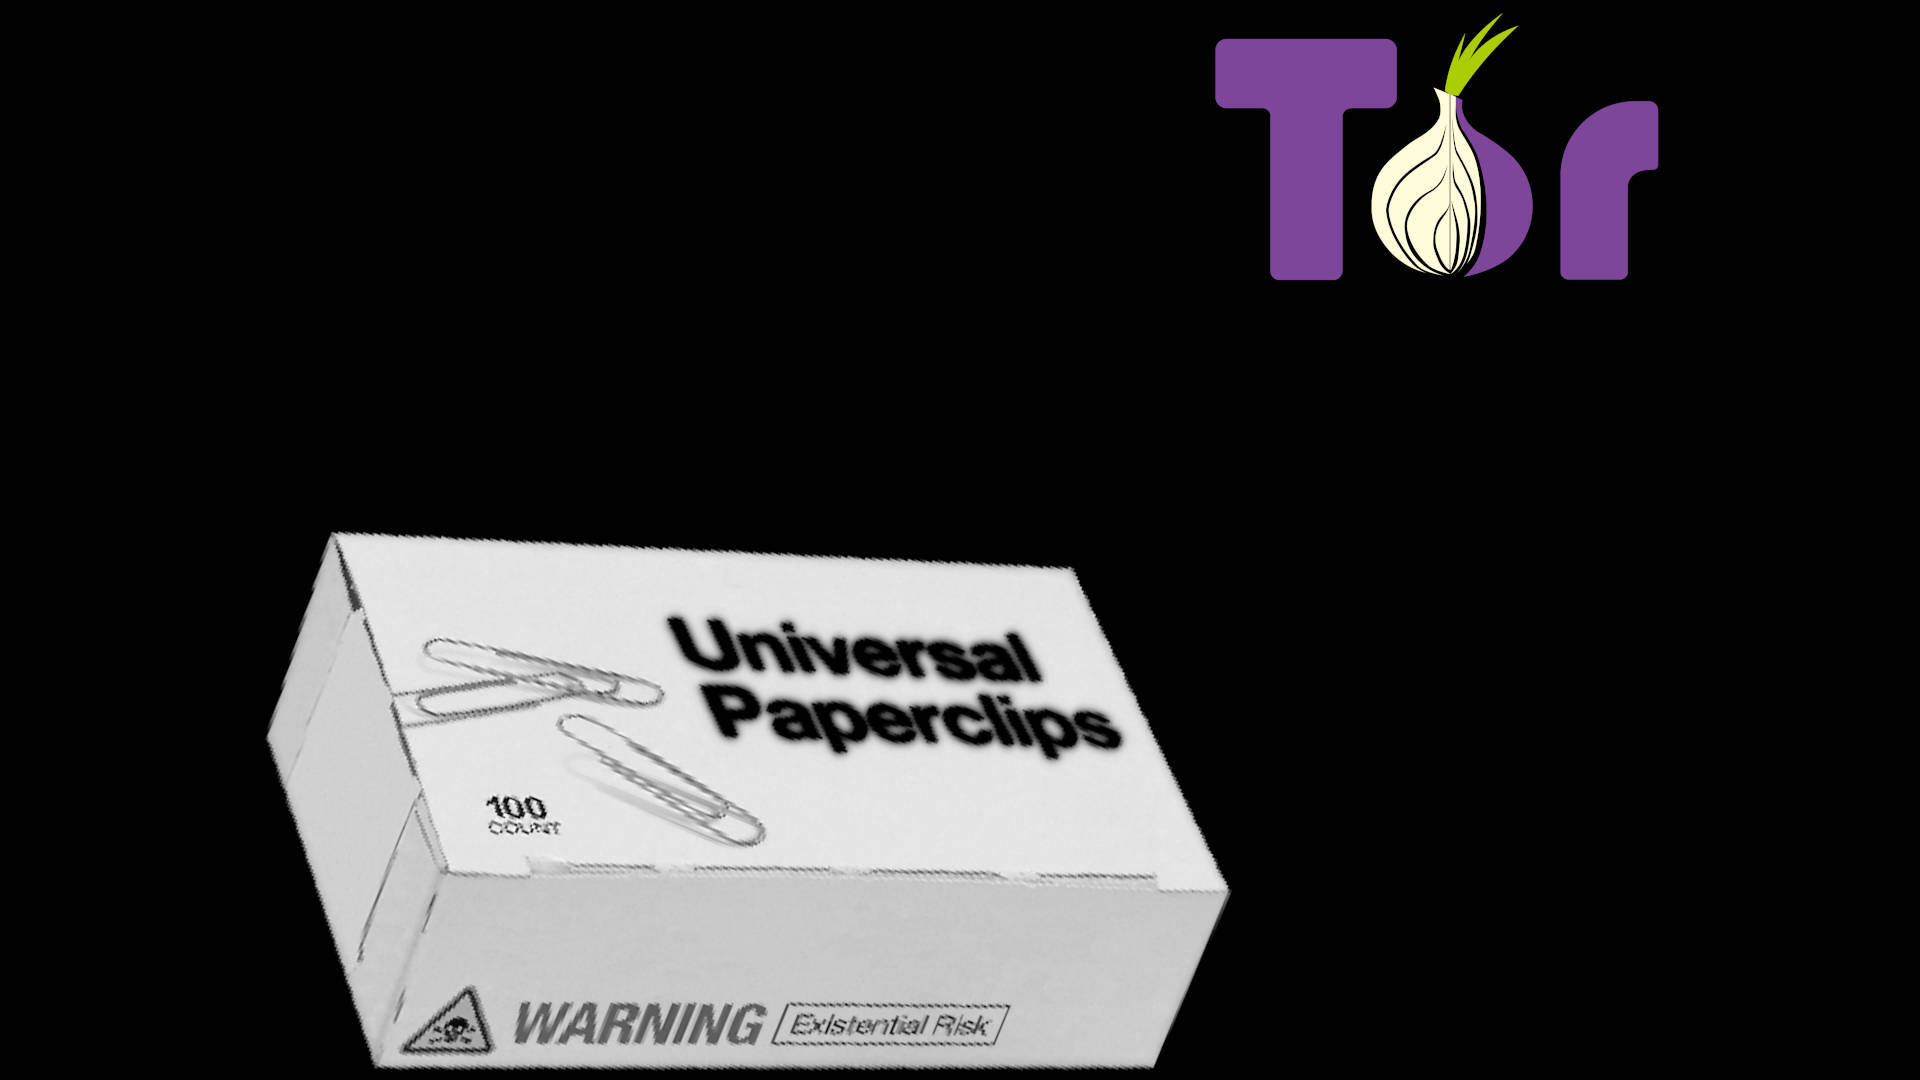 Tor
Universal
Paperclips
100
COUNT
WARNING
Existential Risk